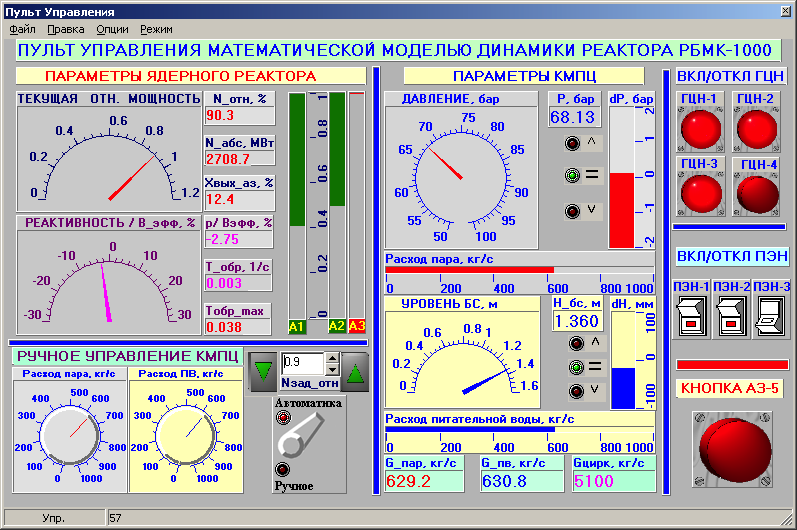 Пульт Управления
Файл Правка Опции Режим
ПУЛЬТ УПРАВЛЕНИЯ МАТЕМАТИЧЕСКОЙ МОДЕЛЬЮ ДИНАМИКИ РЕАКТОРА РБМК-1000
ПАРАМЕТРЫ ЯДЕРНОГО РЕАКТОРА
ТЕКУЩАЯ ОТН. МОЩНОСТЬ
0 0.2 0.4 0.6 0.8 1 1.2
N_отн, %
90.3
N_абс, МВт
2708.7
Xвых_аз, %
12.4
РЕАКТИВНОСТЬ / В_эфф, %
-30 -20 -10 0 10 20 30
р/ Вэфф, %
-2.75
Т_обр, 1/с
0.003
Тобр_max
0.038
0 0.2 0.4 0.6 0.8 1
А1 А2 А3
РУЧНОЕ УПРАВЛЕНИЕ КМПЦ
Расход пара, кг/с
0 100 200 300 400 500 600 700 800 900 1000
Расход ПВ, кг/с
0 100 200 300 400 500 600 700 800 900 1000
0.9
Nзад_отн
Автоматика
Ручное
ПАРАМЕТРЫ КМПЦ
ДАВЛЕНИЕ, бар
50 55 60 65 70 75 80 85 90 95 100
Р, бар
68.13
^
=
v
dP, бар
2 1 0 -1 -2
Расход пара, кг/с
0 200 400 600 800 1000
УРОВЕНЬ БС, м
0 0.2 0.4 0.6 0.8 1 1.2 1.4 1.6
Н_бс, м
1.360
^
=
v
dH, мм
100 0 -100
Расход питательной воды, кг/с
0 200 400 600 800 1000
G_пар, кг/с
629.2
G_пв, кг/с
630.8
Gцирк, кг/с
5100
ВКЛ/ОТКЛ ГЦН
ГЦН-1 ГЦН-2
ГЦН-3 ГЦН-4
ВКЛ/ОТКЛ ПЭН
ПЭН-1 ПЭН-2 ПЭН-3
КНОПКА АЗ-5
Упр. 57